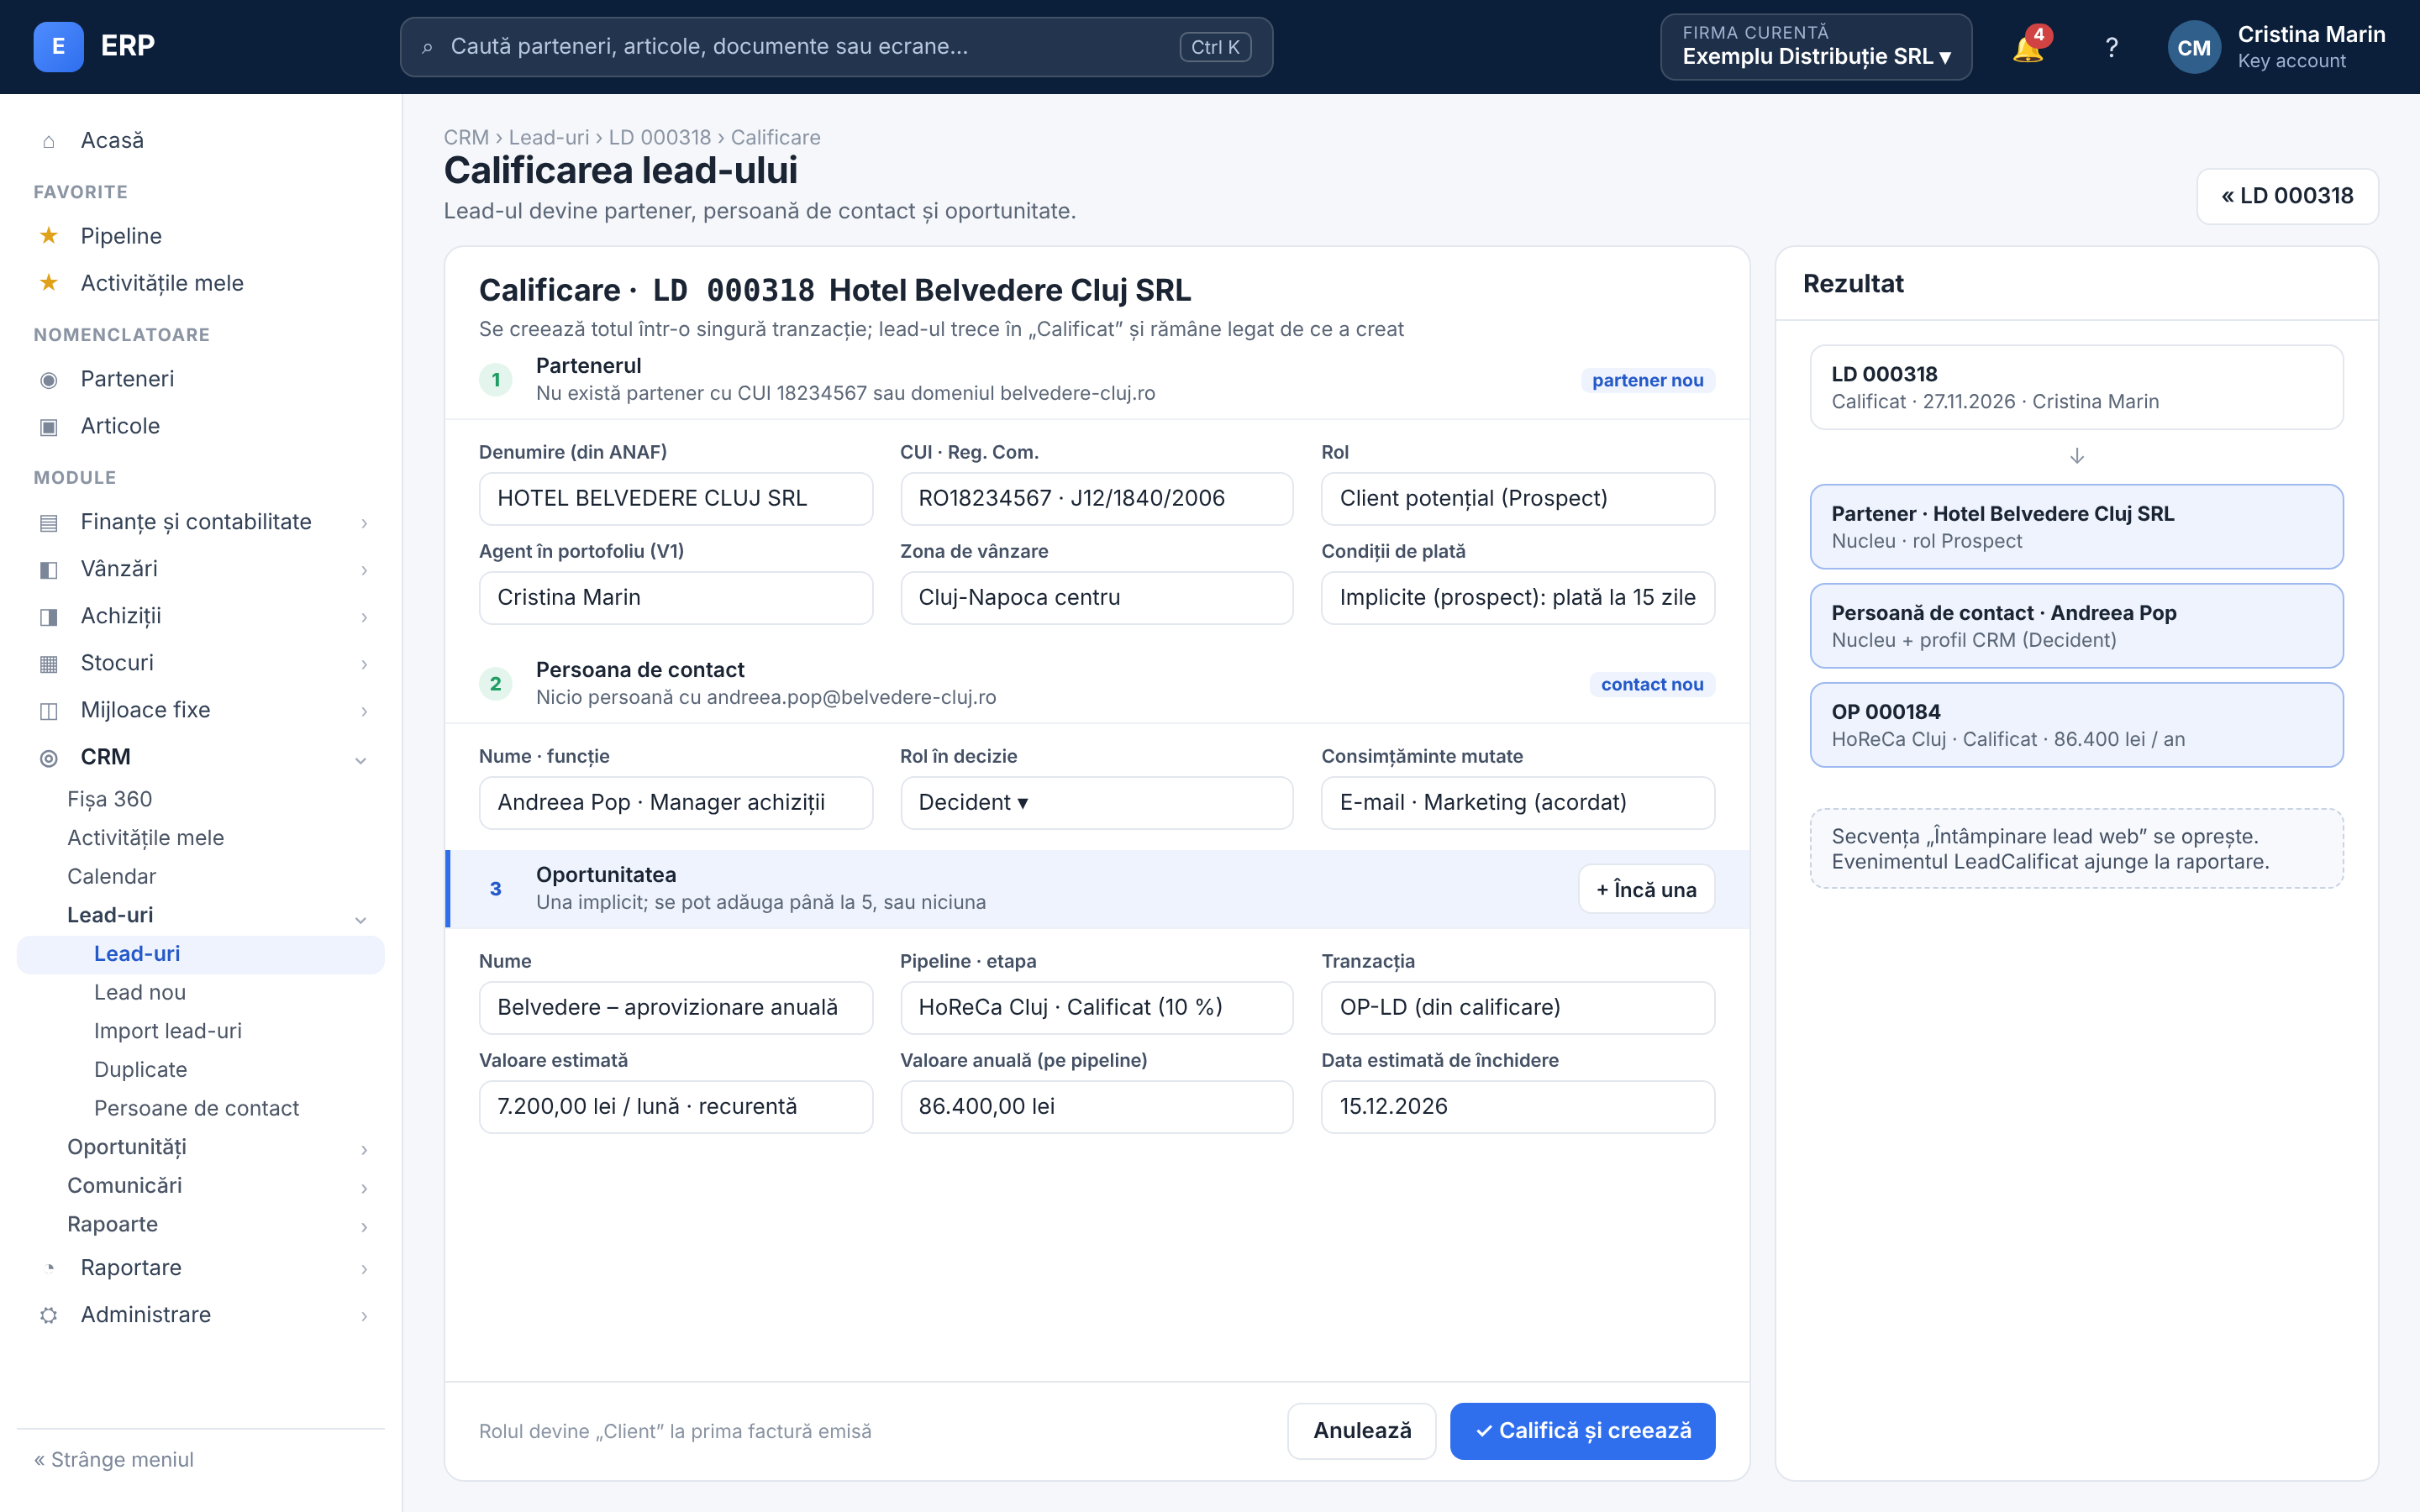 E ERP
Caută parteneri, articole, documente sau ecrane... Ctrl K
FIRMA CURENTĂ
Exemplu Distribuție SRL ▾
4
?
CM
Cristina Marin
Key account
Acasă
FAVORITE
★ Pipeline
★ Activitățile mele
NOMENCLATOARE
Parteneri
Articole
MODULE
Finanțe și contabilitate ›
Vânzări ›
Achiziții ›
Stocuri ›
Mijloace fixe ›
CRM
Fișa 360
Activitățile mele
Calendar
Lead-uri
Lead-uri
Lead nou
Import lead-uri
Duplicate
Persoane de contact
Oportunități ›
Comunicări ›
Rapoarte ›
Raportare ›
Administrare ›
« Strânge meniul
CRM › Lead-uri › LD 000318 › Calificare
Calificarea lead-ului
Lead-ul devine partener, persoană de contact și oportunitate.
« LD 000318
Calificare · LD 000318 Hotel Belvedere Cluj SRL
Se creează totul într-o singură tranzacție; lead-ul trece în „Calificat” și rămâne legat de ce a creat
1 Partenerul
Nu există partener cu CUI 18234567 sau domeniul belvedere-cluj.ro
partener nou
Denumire (din ANAF) CUI · Reg. Com. Rol
HOTEL BELVEDERE CLUJ SRL RO18234567 · J12/1840/2006 Client potențial (Prospect)
Agent în portofoliu (V1) Zona de vânzare Condiții de plată
Cristina Marin Cluj-Napoca centru Implicite (prospect): plată la 15 zile
2 Persoana de contact
Nicio persoană cu andreea.pop@belvedere-cluj.ro
contact nou
Nume · funcție Rol în decizie Consimțăminte mutate
Andreea Pop · Manager achiziții Decident ▾ E-mail · Marketing (acordat)
3 Oportunitatea
Una implicit; se pot adăuga până la 5, sau niciuna
+ Încă una
Nume Pipeline · etapa Tranzacția
Belvedere – aprovizionare anuală HoReCa Cluj · Calificat (10 %) OP-LD (din calificare)
Valoare estimată Valoare anuală (pe pipeline) Data estimată de închidere
7.200,00 lei / lună · recurentă 86.400,00 lei 15.12.2026
Rolul devine „Client” la prima factură emisă
Anulează
✓ Califică și creează
Rezultat
LD 000318
Calificat · 27.11.2026 · Cristina Marin
↓
Partener · Hotel Belvedere Cluj SRL
Nucleu · rol Prospect
Persoană de contact · Andreea Pop
Nucleu + profil CRM (Decident)
OP 000184
HoReCa Cluj · Calificat · 86.400 lei / an
Secvența „Întâmpinare lead web” se oprește.
Evenimentul LeadCalificat ajunge la raportare.